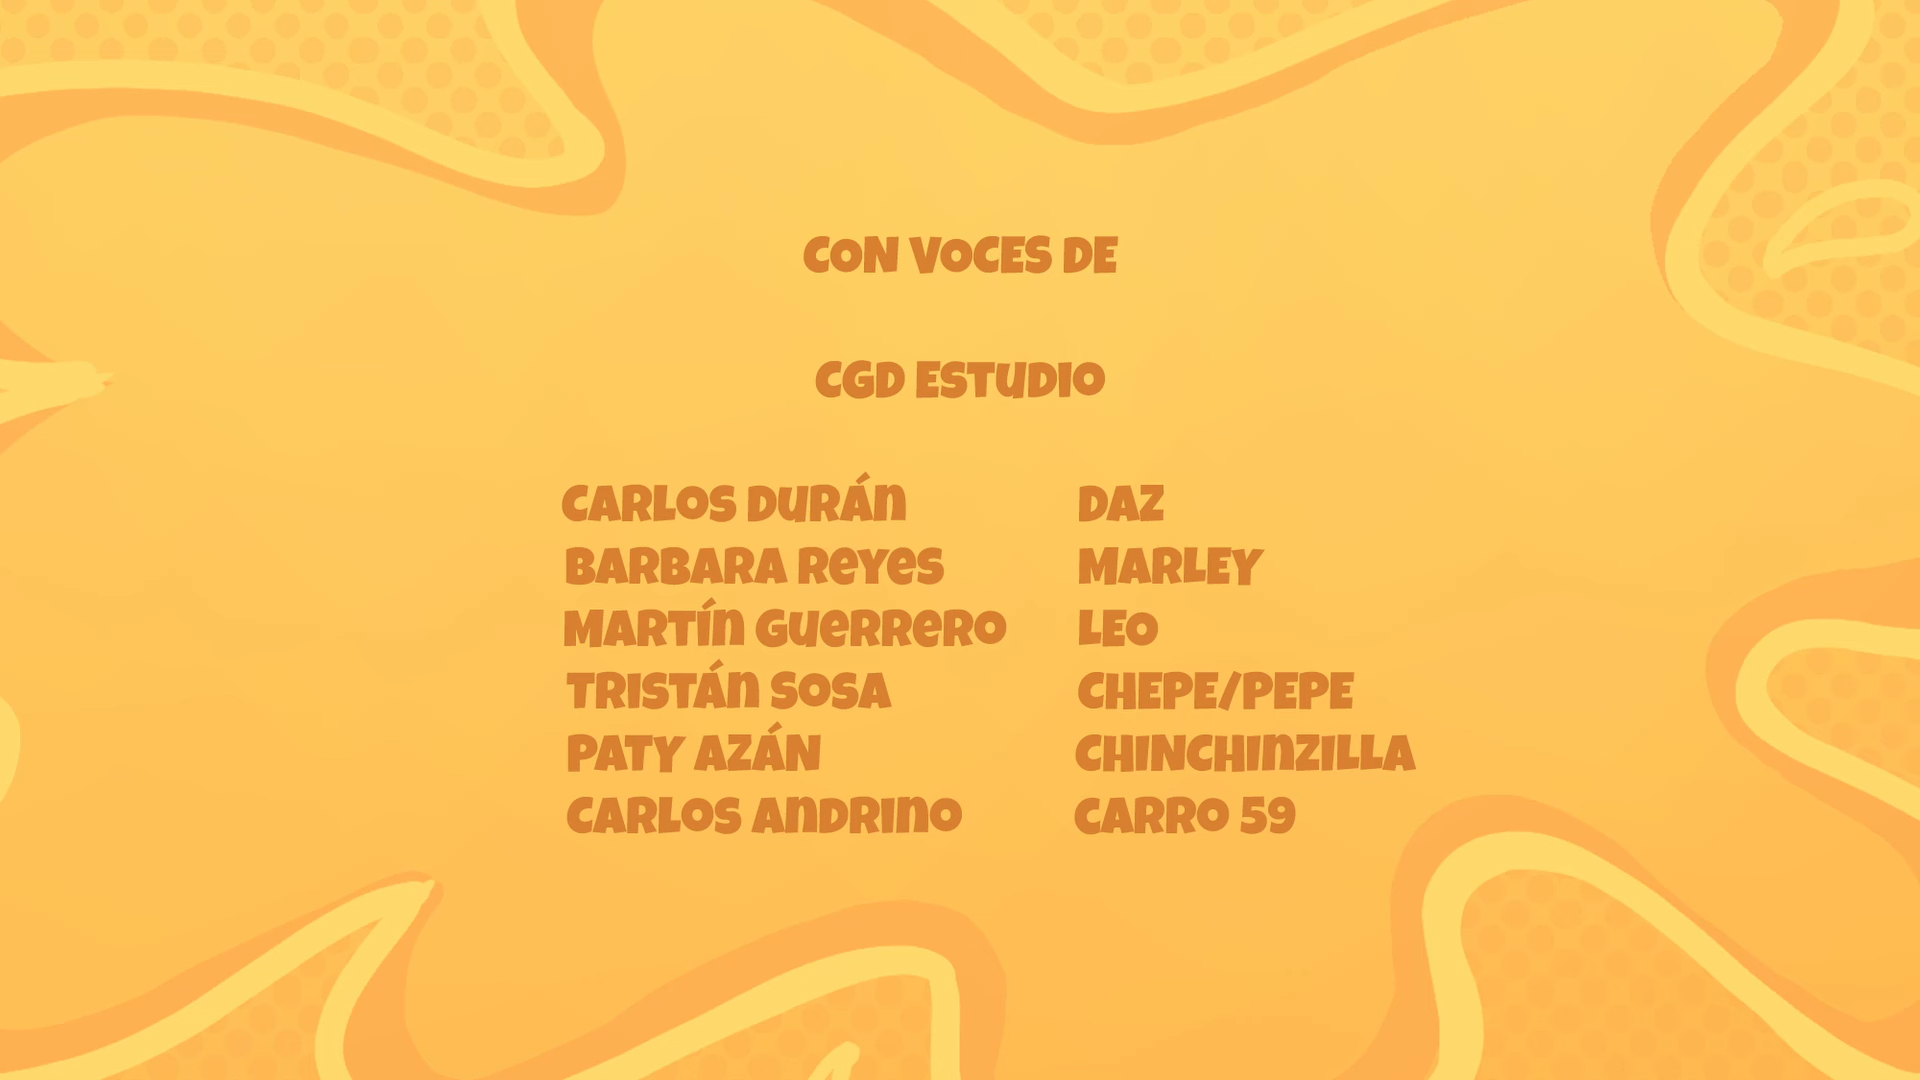 CON VOCES DE
CGD ESTUDIO
CARLOS DURÁN DAZ
BARBARA REYES MARLEY
MARTÍN GUERRERO LEO
TRISTÁN SOSA CHEPE/PEPE
PATY AZÁN CHINCHINZILLA
CARLOS ANDRINO CARRO 59